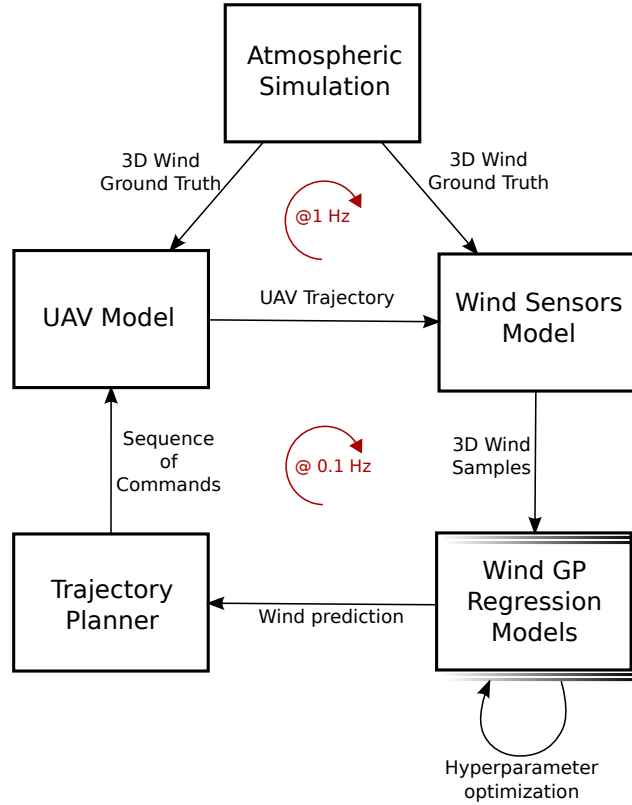 Atmospheric
Simulation
3D Wind
Ground Truth
3D Wind
Ground Truth
@1 Hz
UAV Model
UAV Trajectory
Wind Sensors
Model
Sequence
of
Commands
@ 0.1 Hz
3D Wind
Samples
Trajectory
Planner
Wind prediction
Wind GP
Regression
Models
Hyperparameter
optimization